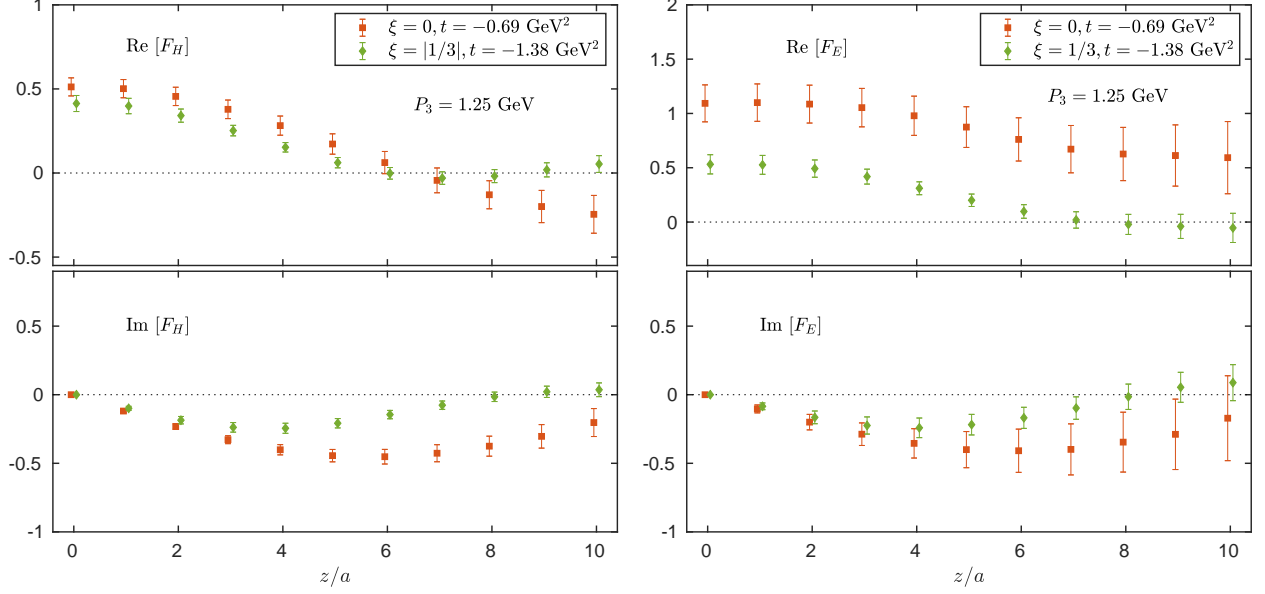 1
0.5
0
-0.5
Re [F_H]
ξ = 0, t = −0.69 GeV²
ξ = |1/3|, t = −1.38 GeV²
P₃ = 1.25 GeV
0.5
0
-0.5
-1
Im [F_H]
0 2 4 6 8 10
z/a
2
1.5
1
0.5
0
Re [F_E]
ξ = 0, t = −0.69 GeV²
ξ = 1/3, t = −1.38 GeV²
P₃ = 1.25 GeV
0.5
0
-0.5
-1
Im [F_E]
0 2 4 6 8 10
z/a